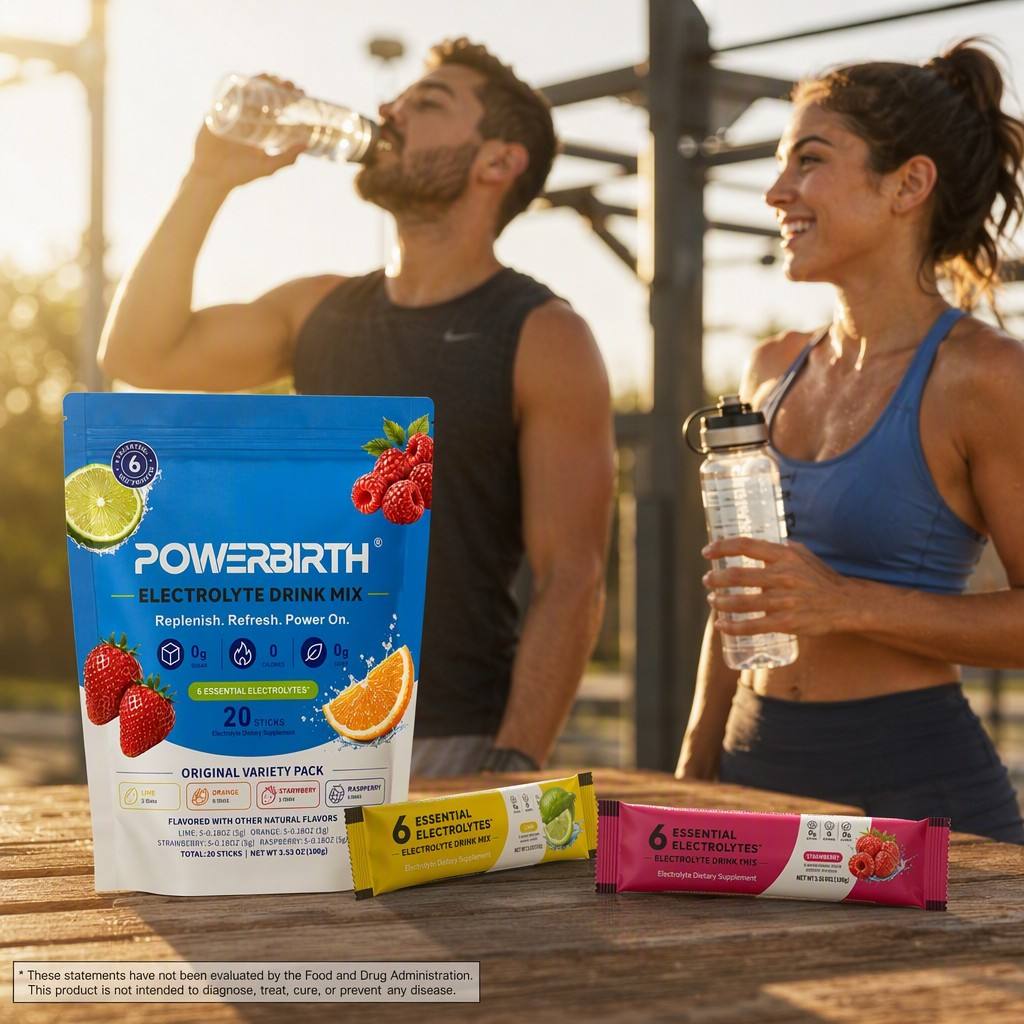 6
POWERBIRTH®
ELECTROLYTE DRINK MIX
Replenish. Refresh. Power On.
0g
0
0g
6 ESSENTIAL ELECTROLYTES*
20 STICKS
Electrolyte Dietary Supplement
ORIGINAL VARIETY PACK
LIME
ORANGE
RASPBERRY
FLAVORED WITH OTHER NATURAL FLAVORS
TOTAL:20 STICKS | NET WT 3.53 OZ (100g)
6 ESSENTIAL
ELECTROLYTES*
ELECTROLYTE DRINK MIX
Electrolyte Dietary Supplement
6 ESSENTIAL
ELECTROLYTES*
ELECTROLYTE DRINK
Electrolyte Dietary Supplement
STRAWBERRY
* These statements have not been evaluated by the Food and Drug Administration.
This product is not intended to diagnose, treat, cure, or prevent any disease.